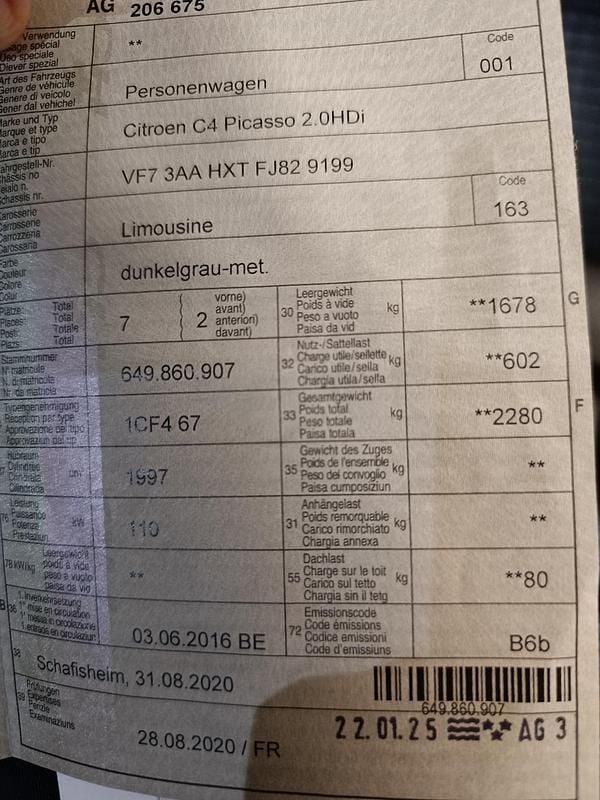 AG 206 675
Verwendung
Usage spécial
Uso speciale
Diever spezial
**
Code
001
Art des Fahrzeugs
Genre de véhicule
Genere di veicolo
Gener dal vehichel
Personenwagen
Marke und Typ
Marque et type
Marca e tipo
Marca e tip
Citroen C4 Picasso 2.0HDi
Fahrgestell-Nr.
Châssis no
Telaio n.
Schassis nr.
VF7 3AA HXT FJ82 9199
Code
163
Carosserie
Carrosserie
Carrozzeria
Carossaria
Limousine
Farbe
Couleur
Colore
Colur
dunkelgrau-met.
Plätze: Total
Places: Total
Posti: Totale
Plazs: Total
7
2
vorne)
avant)
anteriori)
davant)
30 Leergewicht
Poids à vide
Peso a vuoto
Paisa da vid
kg
**1678
G
Stammnummer
N° matricule
N. di matricola
Nr. da matricla
649.860.907
32 Nutz-/Sattellast
Charge utile/sellette
Carico utile/sella
Chargia utila/sella
kg
**602
Typengenehmigung
Réception par type
Approvazione del tipo
Approvaziun dal tip
1CF4 67
33 Gesamtgewicht
Poids total
Peso totale
Paisa totala
kg
**2280
F
Hubraum
Cylindrée
Cilindrata
Cilindrada
1997
35 Gewicht des Zuges
Poids de l'ensemble
Peso del convoglio
Paisa cumposiziun
kg
**
76 Leistung
Puissance
Potenza
Prestaziun
kW
110
31 Anhängelast
Poids remorquable
Carico rimorchiato
Chargia annexa
kg
**
78 kW/kg
Leergewicht
poids à vide
peso a vuoto
paisa da vid
**
55 Dachlast
Charge sur le toit
Carico sul tetto
Chargia sin il tetg
kg
**80
B 36 1. Inverkehrsetzung
1re mise en circulation
1a messa in circolazione
1. entrada en circulaziun
03.06.2016 BE
72 Emissionscode
Code émissions
Codice emissioni
Code d'emissiuns
B6b
38
Schafisheim, 31.08.2020
649.860.907
39 Prüfungen
Expertises
Perizie
Examinaziuns
28.08.2020 / FR
22.01.25 AG 3